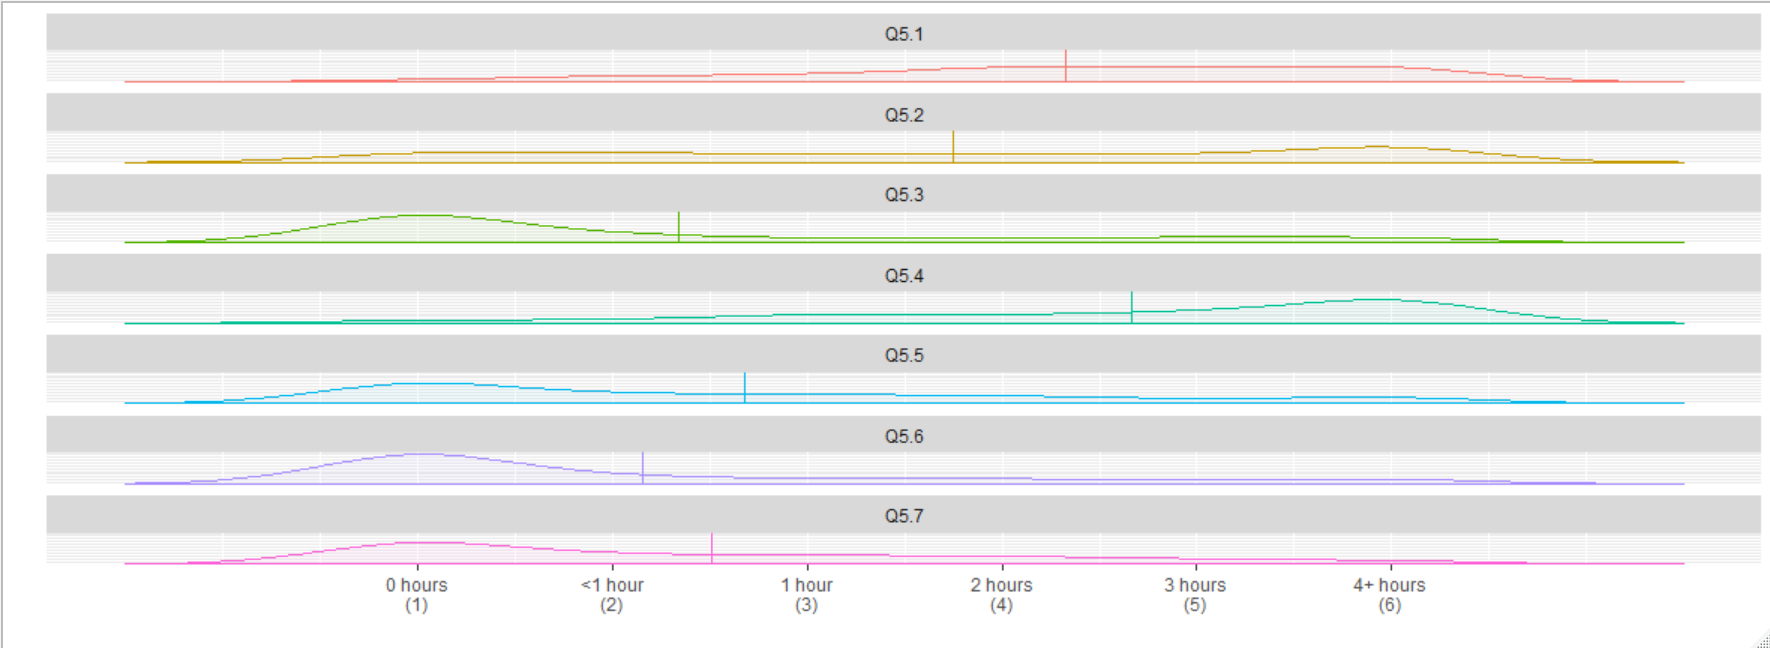 Q5.1
Q5.2
Q5.3
Q5.4
Q5.5
Q5.6
Q5.7
0 hours <1 hour 1 hour 2 hours 3 hours 4+ hours
(1) (2) (3) (4) (5) (6)